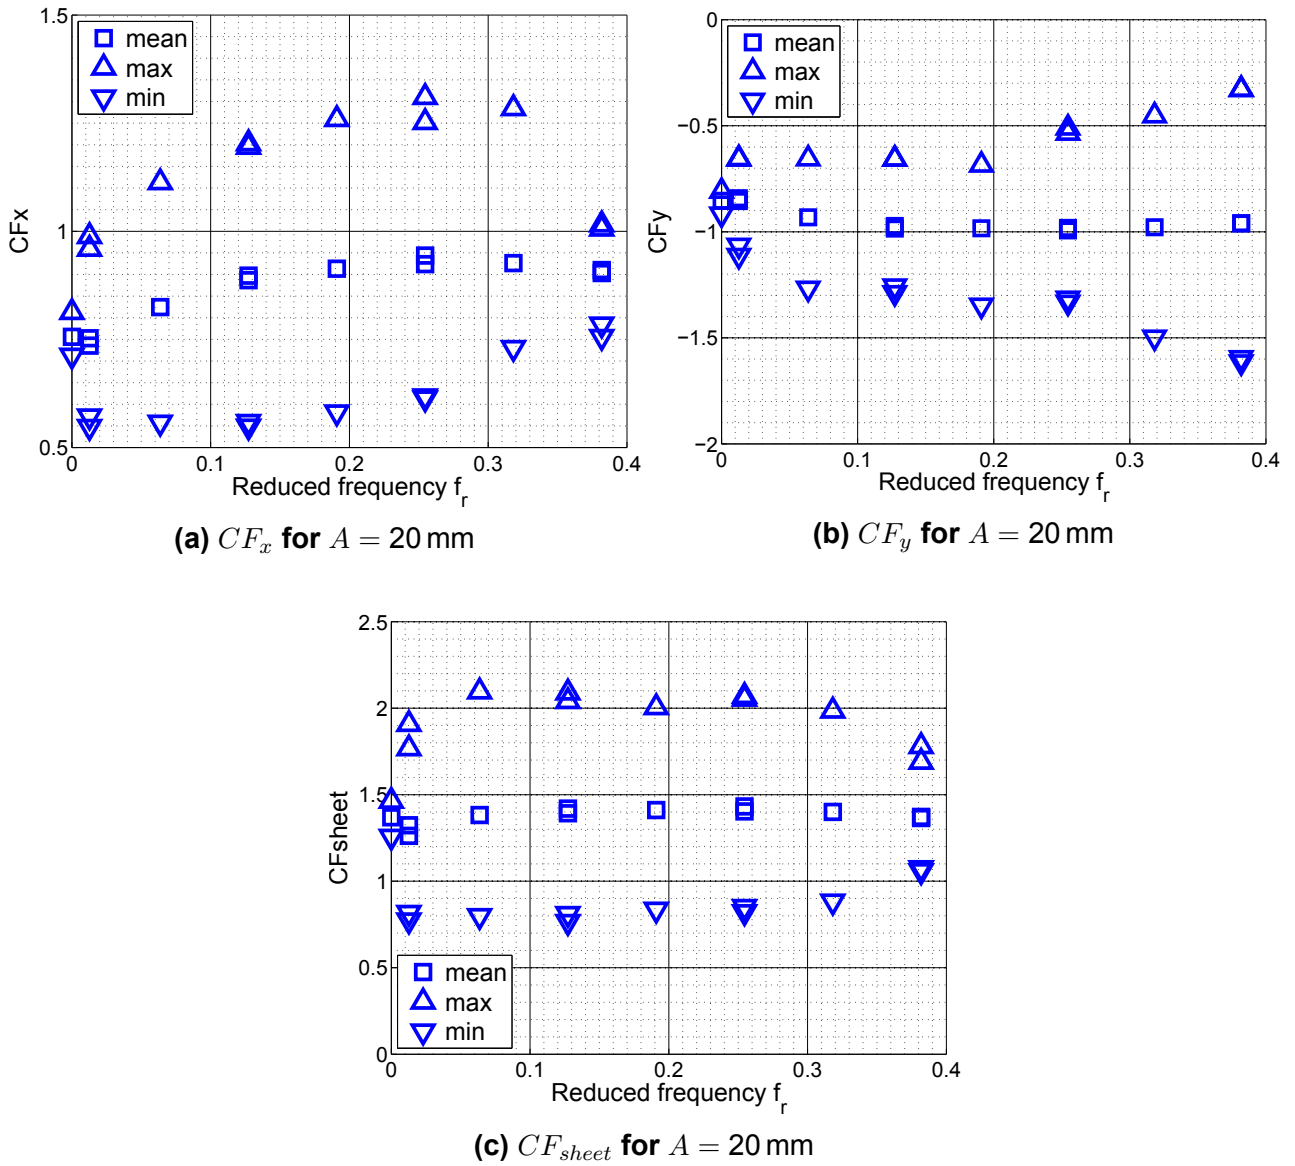 1.5
1
0.5
CFx
mean
max
min
0
0.1
0.2
0.3
0.4
Reduced frequency f_r
(a) CF_x for A = 20 mm
0
−0.5
−1
−1.5
−2
CFy
mean
max
min
0
0.1
0.2
0.3
0.4
Reduced frequency f_r
(b) CF_y for A = 20 mm
2.5
2
1.5
1
0.5
0
CFsheet
mean
max
min
0
0.1
0.2
0.3
0.4
Reduced frequency f_r
(c) CF_sheet for A = 20 mm